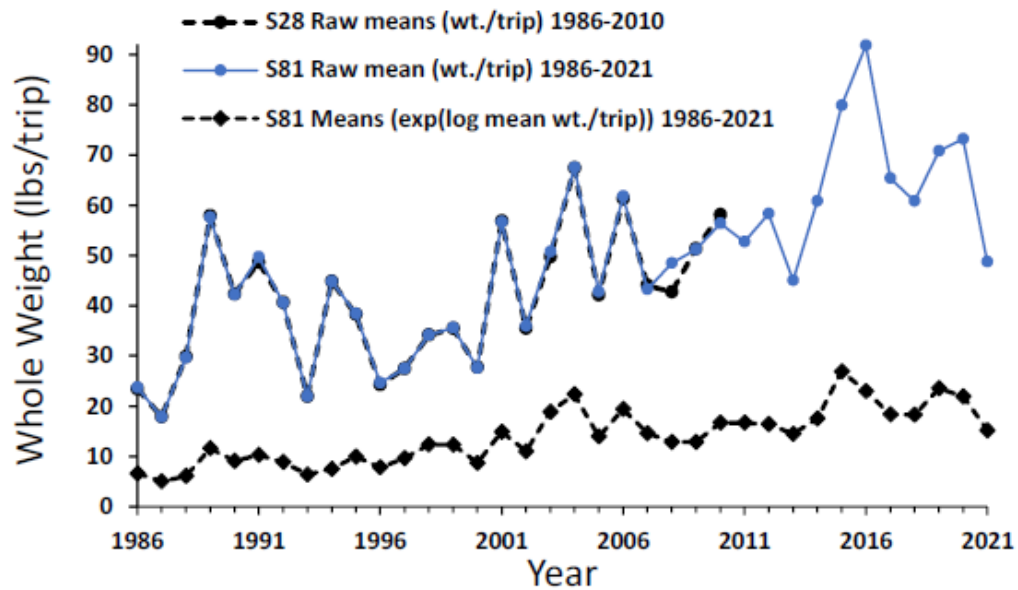 S28 Raw means (wt./trip) 1986-2010
S81 Raw mean (wt./trip) 1986-2021
S81 Means (exp(log mean wt./trip)) 1986-2021
Whole Weight (lbs/trip)
90
80
70
60
50
40
30
20
10
0
1986 1991 1996 2001 2006 2011 2016 2021
Year